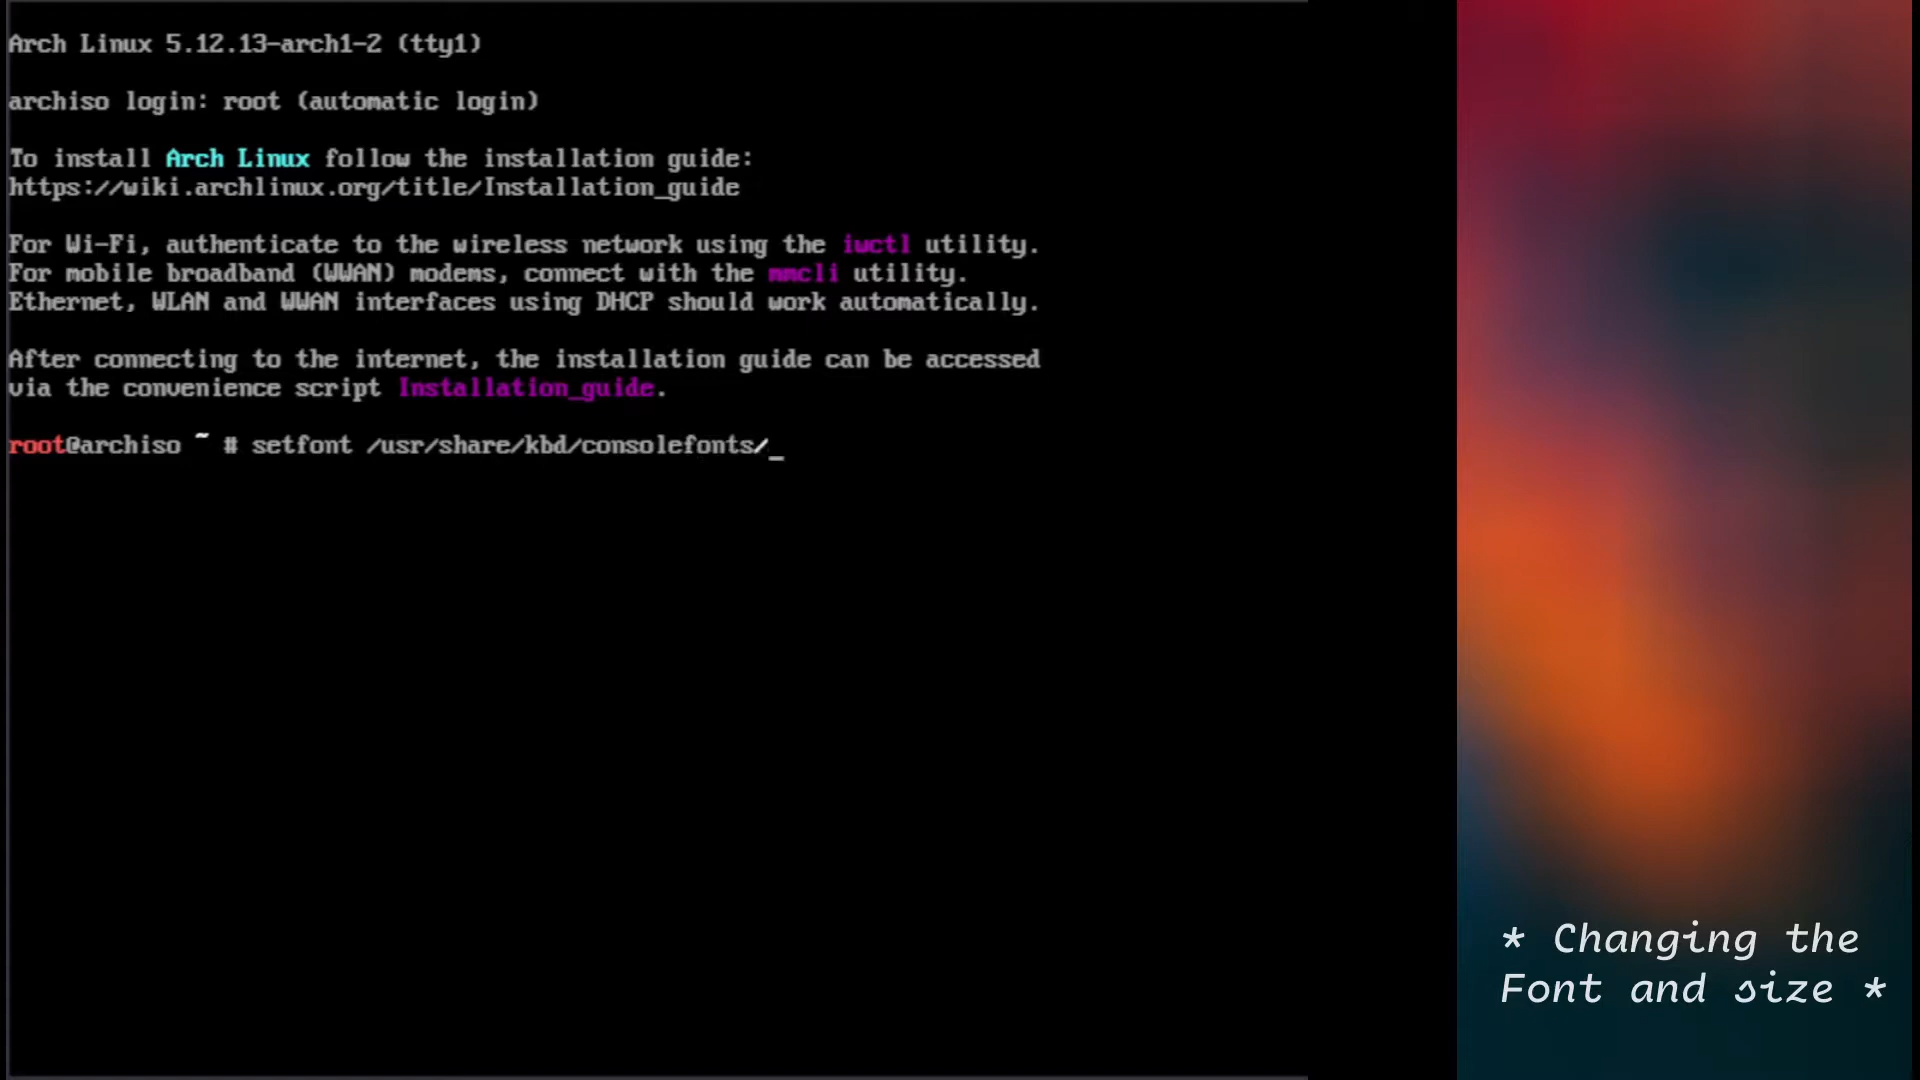 Arch Linux 5.12.13-arch1-2 (tty1)
archiso login: root (automatic login)
To install Arch Linux follow the installation guide:
https://wiki.archlinux.org/title/Installation_guide
For Wi-Fi, authenticate to the wireless network using the iwctl utility.
For mobile broadband (WWAN) modems, connect with the mmcli utility.
Ethernet, WLAN and WWAN interfaces using DHCP should work automatically.
After connecting to the internet, the installation guide can be accessed
via the convenience script Installation_guide.
root@archiso ~ # setfont /usr/share/kbd/consolefonts/_
* Changing the
Font and size *